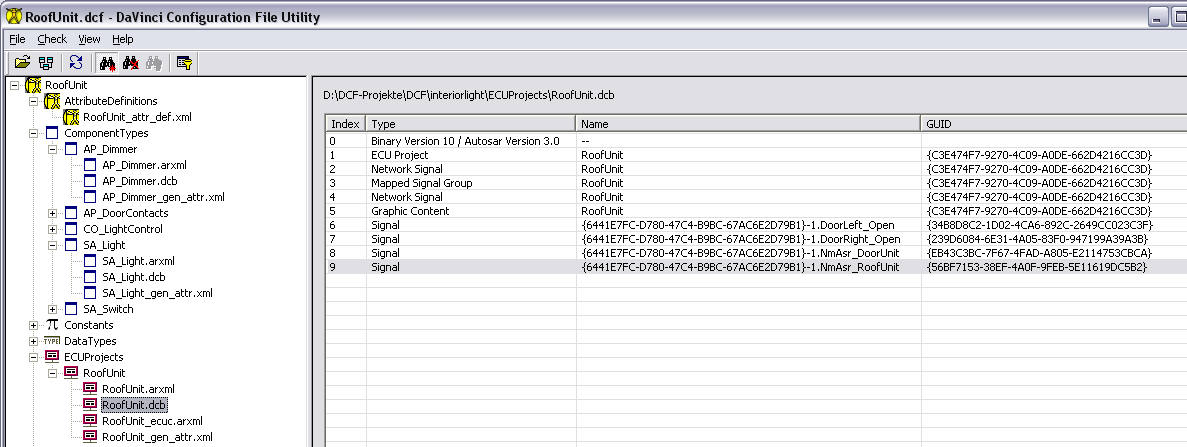 RoofUnit.dcf - DaVinci Configuration File Utility
File Check View Help
RoofUnit
AttributeDefinitions
RoofUnit_attr_def.xml
ComponentTypes
AP_Dimmer
AP_Dimmer.arxml
AP_Dimmer.dcb
AP_Dimmer_gen_attr.xml
AP_DoorContacts
CO_LightControl
SA_Light
SA_Light.arxml
SA_Light.dcb
SA_Light_gen_attr.xml
SA_Switch
π Constants
TYPE DataTypes
ECUProjects
RoofUnit
RoofUnit.arxml
RoofUnit.dcb
RoofUnit_ecuc.arxml
RoofUnit_gen_attr.xml
D:\DCF-Projekte\DCF\interiorlight\ECUProjects\RoofUnit.dcb
Index Type Name GUID
0 Binary Version 10 / Autosar Version 3.0 --
1 ECU Project RoofUnit {C3E474F7-9270-4C09-A0DE-662D4216CC3D}
2 Network Signal RoofUnit {C3E474F7-9270-4C09-A0DE-662D4216CC3D}
3 Mapped Signal Group RoofUnit {C3E474F7-9270-4C09-A0DE-662D4216CC3D}
4 Network Signal RoofUnit {C3E474F7-9270-4C09-A0DE-662D4216CC3D}
5 Graphic Content RoofUnit {C3E474F7-9270-4C09-A0DE-662D4216CC3D}
6 Signal {6441E7FC-D780-47C4-B9BC-67AC6E2D79B1}-1.DoorLeft_Open {34B8D8C2-1D02-4CA6-892C-2649CC023C3F}
7 Signal {6441E7FC-D780-47C4-B9BC-67AC6E2D79B1}-1.DoorRight_Open {239D6084-6E31-4A05-83F0-947199A39A3B}
8 Signal {6441E7FC-D780-47C4-B9BC-67AC6E2D79B1}-1.NmAsr_DoorUnit {EB43C3BC-7F67-4FAD-A805-E2114753CBCA}
9 Signal {6441E7FC-D780-47C4-B9BC-67AC6E2D79B1}-1.NmAsr_RoofUnit {56BF7153-38EF-4A0F-9FEB-5E11619DC5B2}